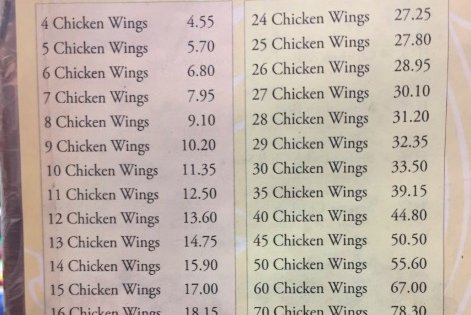 4 Chicken Wings 4.55
5 Chicken Wings 5.70
6 Chicken Wings 6.80
7 Chicken Wings 7.95
8 Chicken Wings 9.10
9 Chicken Wings 10.20
10 Chicken Wings 11.35
11 Chicken Wings 12.50
12 Chicken Wings 13.60
13 Chicken Wings 14.75
14 Chicken Wings 15.90
15 Chicken Wings 17.00
16 Chicken Wings 18.15
24 Chicken Wings 27.25
25 Chicken Wings 27.80
26 Chicken Wings 28.95
27 Chicken Wings 30.10
28 Chicken Wings 31.20
29 Chicken Wings 32.35
30 Chicken Wings 33.50
35 Chicken Wings 39.15
40 Chicken Wings 44.80
45 Chicken Wings 50.50
50 Chicken Wings 55.60
60 Chicken Wings 67.00
70 Chicken Wings 78.30